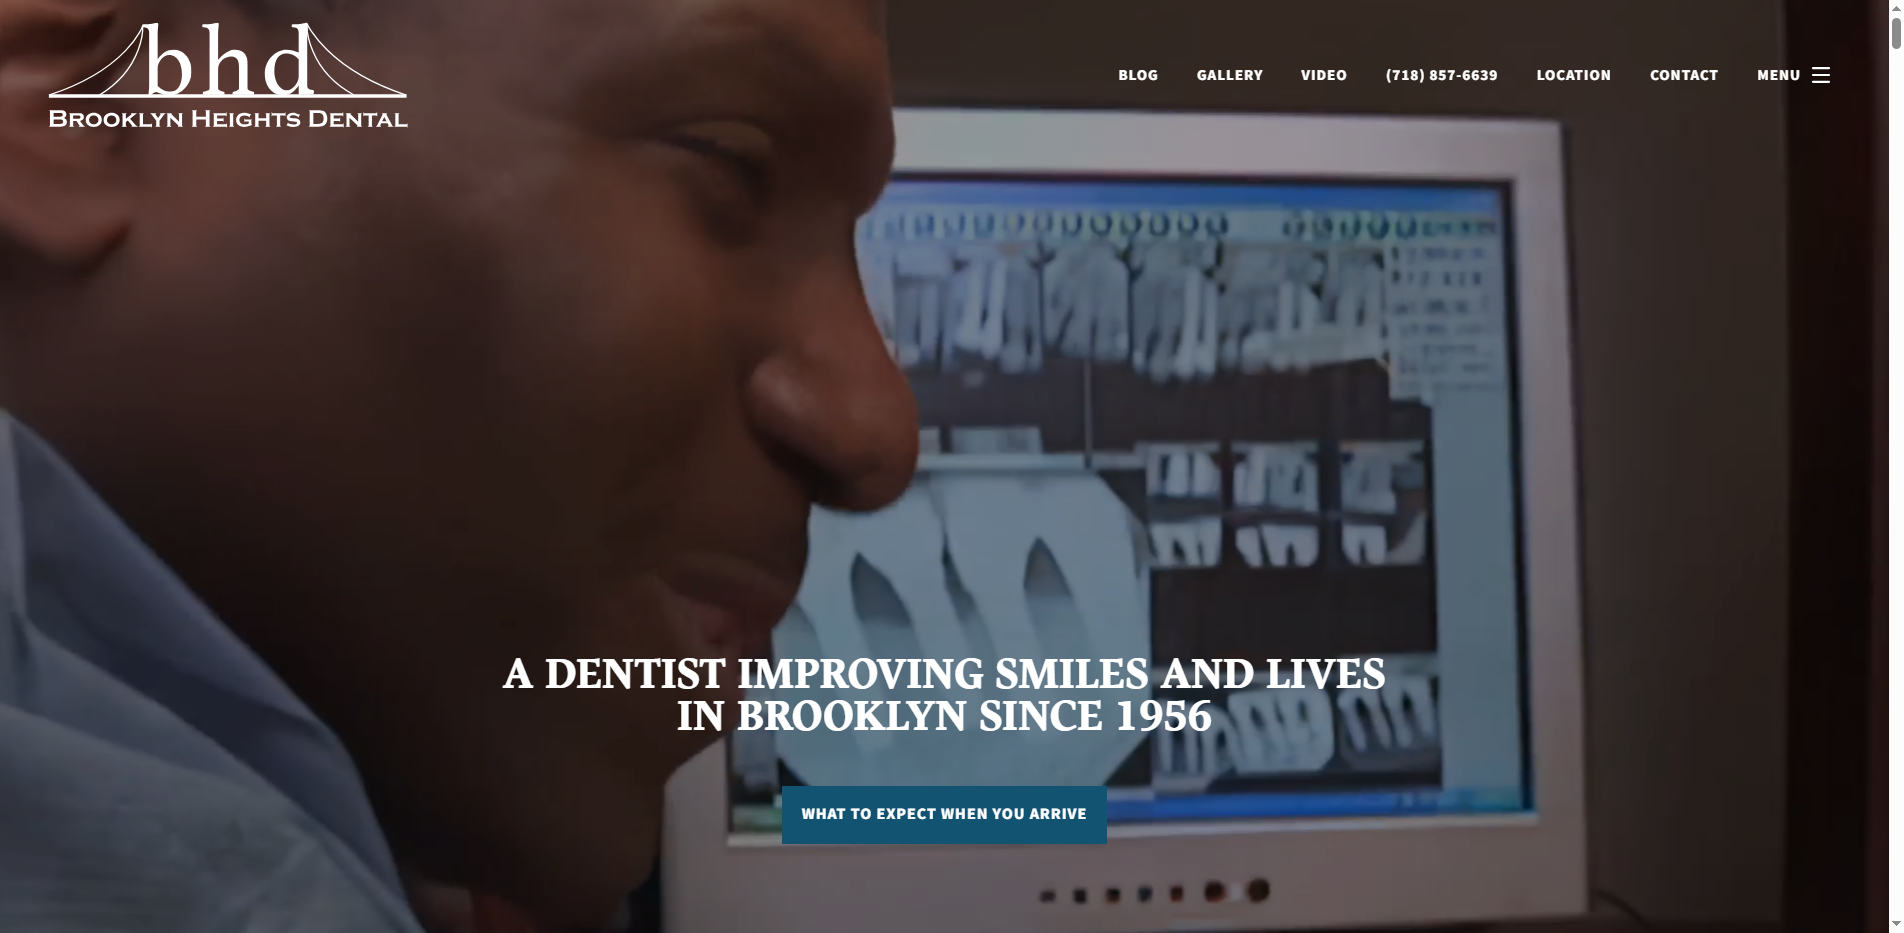 bhd
BROOKLYN HEIGHTS DENTAL
BLOG GALLERY VIDEO (718) 857-6639 LOCATION CONTACT MENU
A DENTIST IMPROVING SMILES AND LIVES
IN BROOKLYN SINCE 1956
WHAT TO EXPECT WHEN YOU ARRIVE